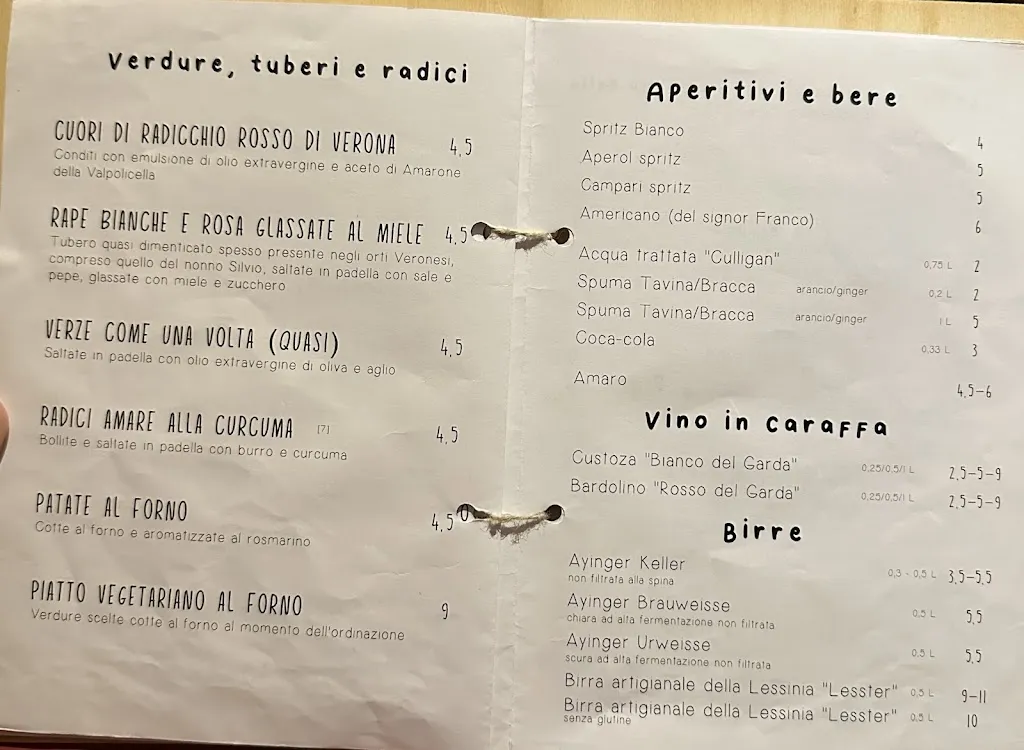 Verdure, tuberi e radici
CUORI DI RADICCHIO ROSSO DI VERONA 4,5
Conditi con emulsione di olio extravergine e aceto di Amarone
della Valpolicella
RAPE BIANCHE E ROSA GLASSATE AL MIELE 4,5
Tubero quasi dimenticato spesso presente negli orti Veronesi,
compreso quello del nonno Silvio, saltate in padella con sale e
pepe, glassate con miele e zucchero
VERZE COME UNA VOLTA (QUASI) 4,5
Saltate in padella con olio extravergine di oliva e aglio
RADICI AMARE ALLA CURCUMA [7] 4,5
Bollite e saltate in padella con burro e curcuma
PATATE AL FORNO 4,50
Cotte al forno e aromatizzate al rosmarino
PIATTO VEGETARIANO AL FORNO 9
Verdure scelte cotte al forno al momento dell'ordinazione
Aperitivi e bere
Spritz Bianco 4
Aperol spritz 5
Campari spritz 5
Americano (del signor Franco) 6
Acqua trattata "Culligan" 0,75 L 2
Spuma Tavina/Bracca arancio/ginger 0,2 L 2
Spuma Tavina/Bracca arancio/ginger 1 L 5
Coca-cola 0,33 L 3
Amaro 4,5-6
Vino in caraffa
Custoza "Bianco del Garda" 0,25/0,5/1 L 2,5-5-9
Bardolino "Rosso del Garda" 0,25/0,5/1 L 2,5-5-9
Birre
Ayinger Keller 0,3 - 0,5 L 3,5-5,5
non filtrata alla spina
Ayinger Brauweisse 0,5 L 5,5
chiara ad alta fermentazione non filtrata
Ayinger Urweisse 0,5 L 5,5
scura ad alta fermentazione non filtrata
Birra artigianale della Lessinia "Lesster" 0,5 L 9-11
Birra artigianale della Lessinia "Lesster" 0,5 L 10
senza glutine